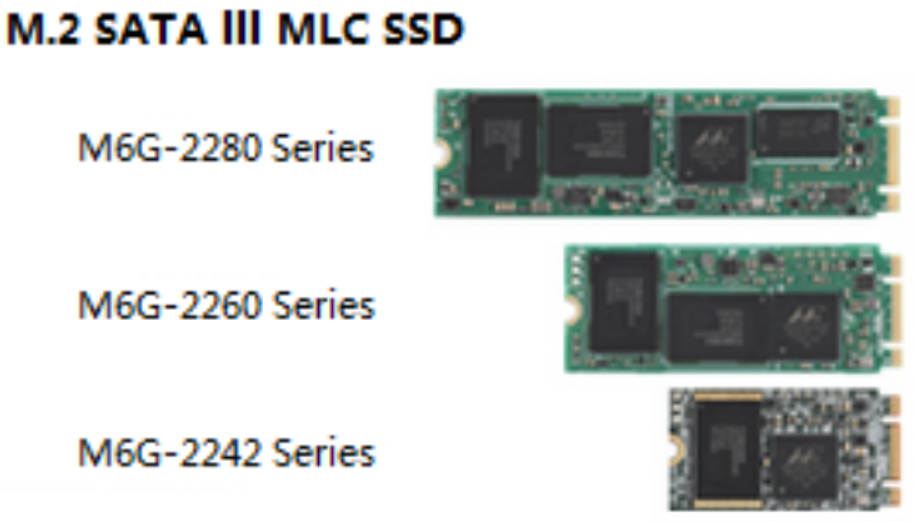 M.2 SATA III MLC SSD
M6G-2280 Series
M6G-2260 Series
M6G-2242 Series